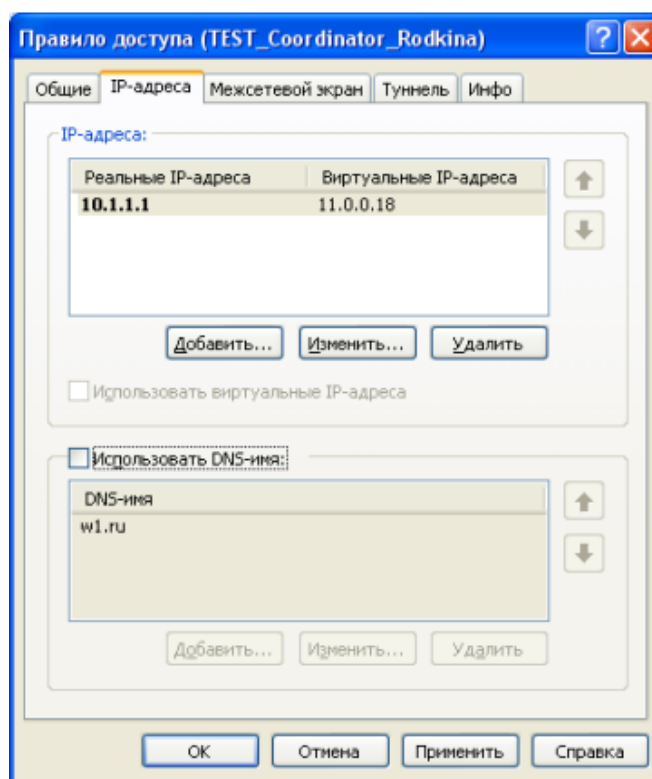 Правило доступа (TEST_Coordinator_Rodkina)
Общие IP-адреса Межсетевой экран Туннель Инфо
IP-адреса:
Реальные IP-адреса Виртуальные IP-адреса
10.1.1.1 11.0.0.18
Добавить... Изменить... Удалить
Использовать виртуальные IP-адреса
Использовать DNS-имя:
DNS-имя
w1.ru
Добавить... Изменить... Удалить
ОК Отмена Применить Справка